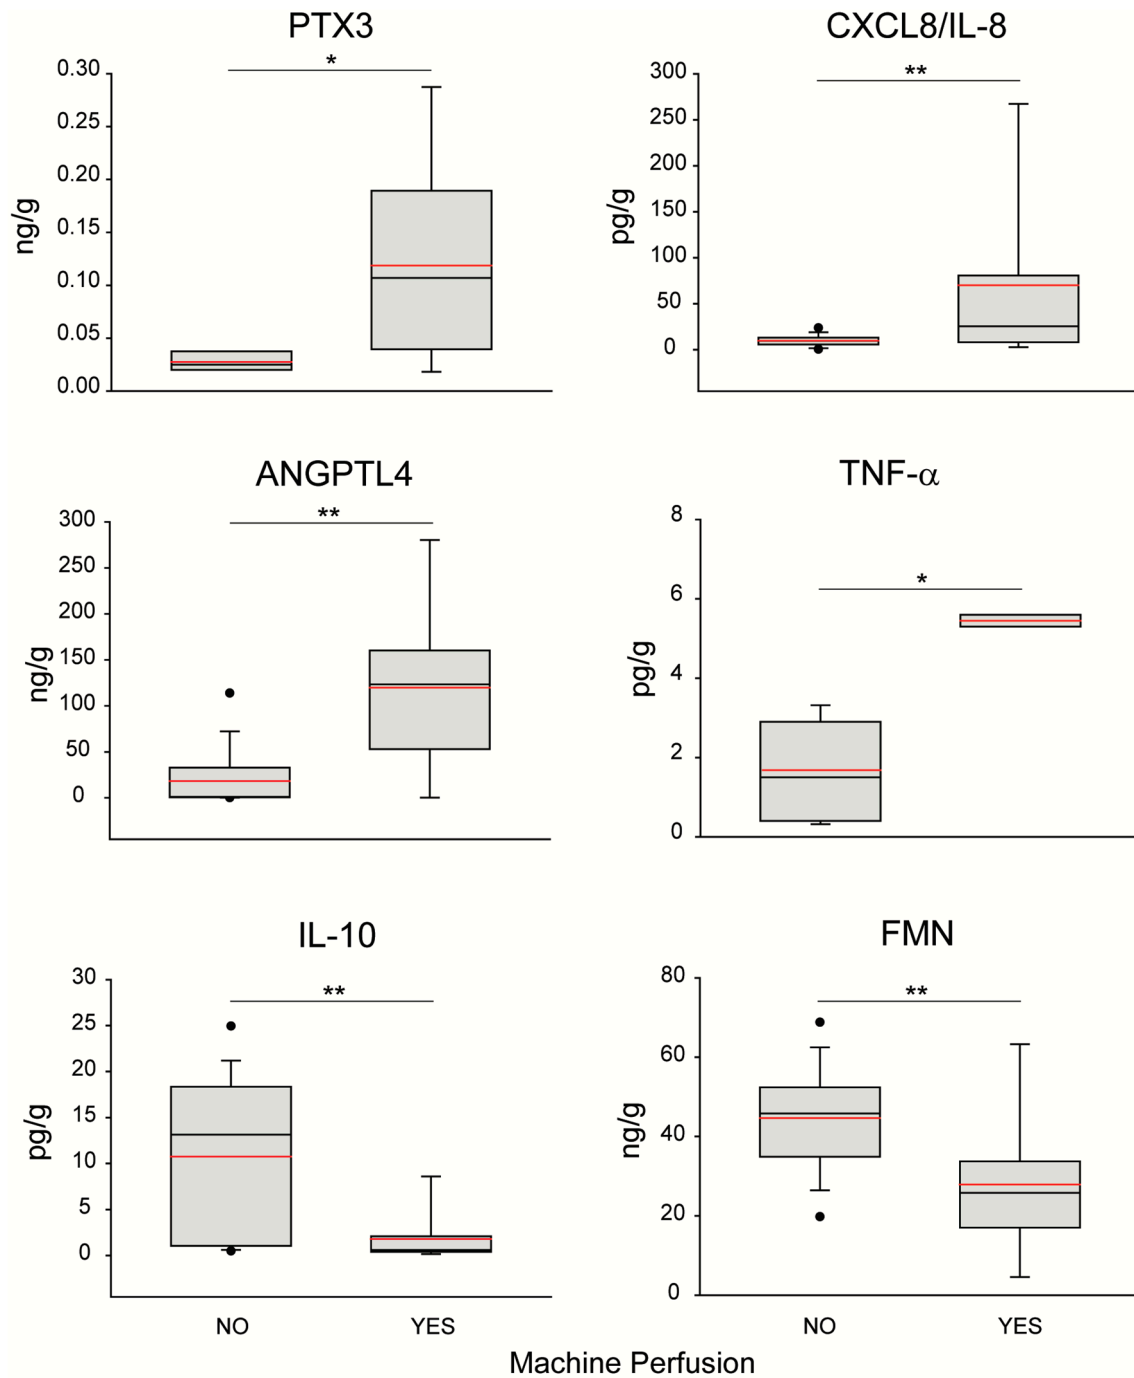 PTX3
*
0.30
0.25
0.20
0.15
0.10
0.05
0.00
ng/g
CXCL8/IL-8
**
300
250
200
150
100
50
0
pg/g
ANGPTL4
**
300
250
200
150
100
50
0
ng/g
TNF-α
*
8
6
4
2
0
pg/g
IL-10
**
30
25
20
15
10
5
0
pg/g
NO
YES
FMN
**
80
60
40
20
0
ng/g
NO
YES
Machine Perfusion